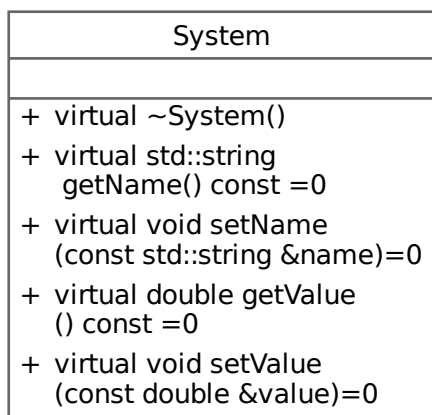 System
+ virtual ~System()
+ virtual std::string
getName() const =0
+ virtual void setName
(const std::string &name)=0
+ virtual double getValue
() const =0
+ virtual void setValue
(const double &value)=0